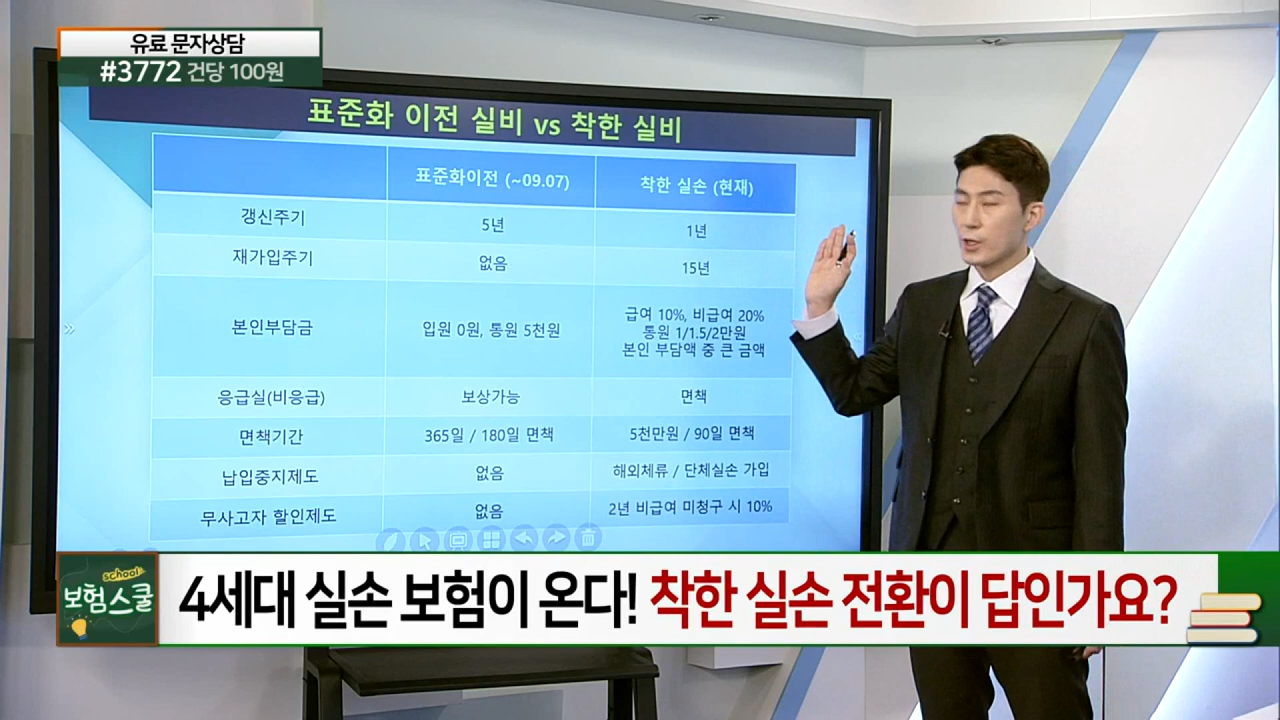 유료 문자상담
#3772 건당 100원
표준화 이전 실비 vs 착한 실비
표준화이전 (~09.07) 착한 실손 (현재)
갱신주기 5년 1년
재가입주기 없음 15년
본인부담금 입원 0원, 통원 5천원 급여 10%, 비급여 20%
통원 1/1.5/2만원
본인 부담액 중 큰 금액
응급실(비응급) 보상가능 면책
면책기간 365일 / 180일 면책 5천만원 / 90일 면책
납입중지제도 없음 해외체류 / 단체실손 가입
무사고자 할인제도 없음 2년 비급여 미청구 시 10%
school
보험스쿨
4세대 실손 보험이 온다! 착한 실손 전환이 답인가요?